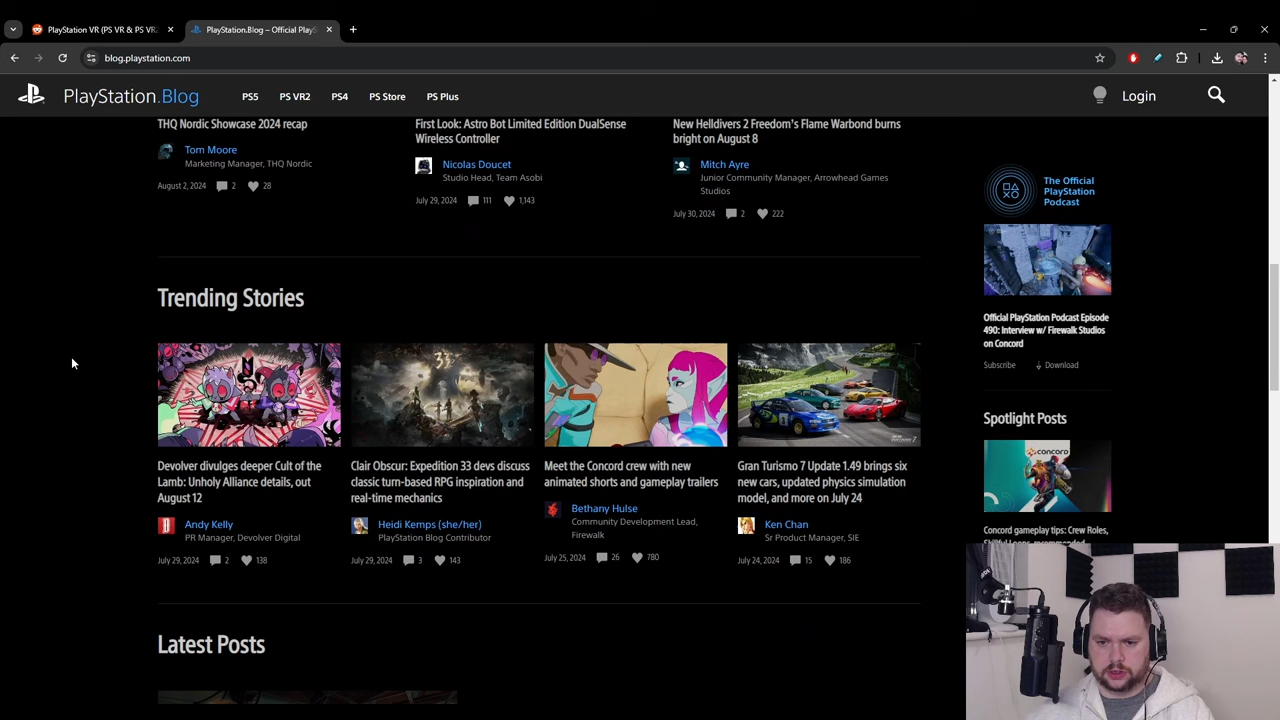 PlayStation VR (PS VR & PS VR2
PlayStation.Blog – Official PlayS
blog.playstation.com
PlayStation.Blog
PS5
PS VR2
PS4
PS Store
PS Plus
Login
THQ Nordic Showcase 2024 recap
Tom Moore
Marketing Manager, THQ Nordic
August 2, 2024 2 28
First Look: Astro Bot Limited Edition DualSense
Wireless Controller
Nicolas Doucet
Studio Head, Team Asobi
July 29, 2024 111 1,143
New Helldivers 2 Freedom's Flame Warbond burns
bright on August 8
Mitch Ayre
Junior Community Manager, Arrowhead Games
Studios
July 30, 2024 2 222
The Official
PlayStation
Podcast
Official PlayStation Podcast Episode
490: Interview w/ Firewalk Studios
on Concord
Subscribe Download
Trending Stories
33
Devolver divulges deeper Cult of the
Lamb: Unholy Alliance details, out
August 12
Andy Kelly
PR Manager, Devolver Digital
July 29, 2024 2 138
Clair Obscur: Expedition 33 devs discuss
classic turn-based RPG inspiration and
real-time mechanics
Heidi Kemps (she/her)
PlayStation Blog Contributor
July 29, 2024 3 143
Meet the Concord crew with new
animated shorts and gameplay trailers
Bethany Hulse
Community Development Lead,
Firewalk
July 25, 2024 26 780
Gran Turismo 7 Update 1.49 brings six
new cars, updated physics simulation
model, and more on July 24
Ken Chan
Sr Product Manager, SIE
July 24, 2024 15 186
Spotlight Posts
CONCORD
Concord gameplay tips: Crew Roles,
Latest Posts